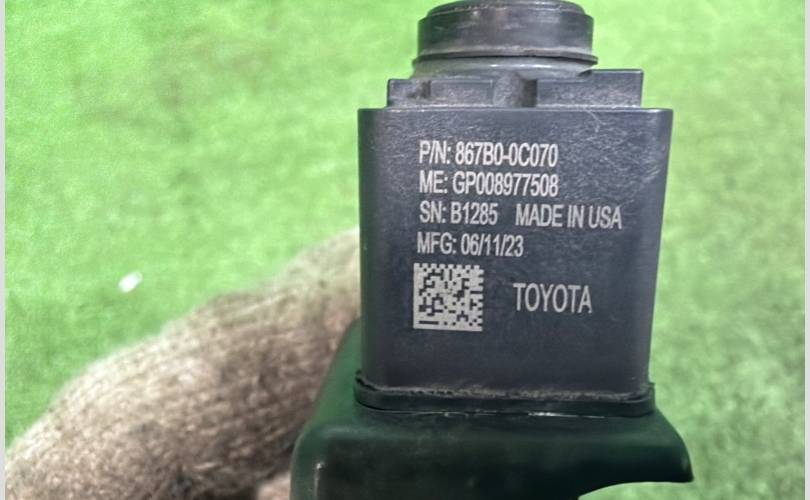 P/N: 867B0-0C070
ME: GP008977508
SN: B1285 MADE IN USA
MFG: 06/11/23
TOYOTA